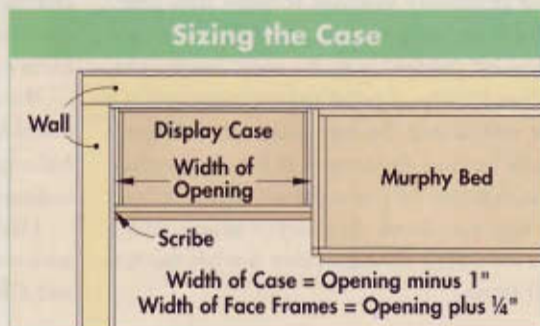 Sizing the Case
Wall
Display Case
Width of
Opening
Murphy Bed
Scribe
Width of Case = Opening minus 1"
Width of Face Frames = Opening plus ¼"